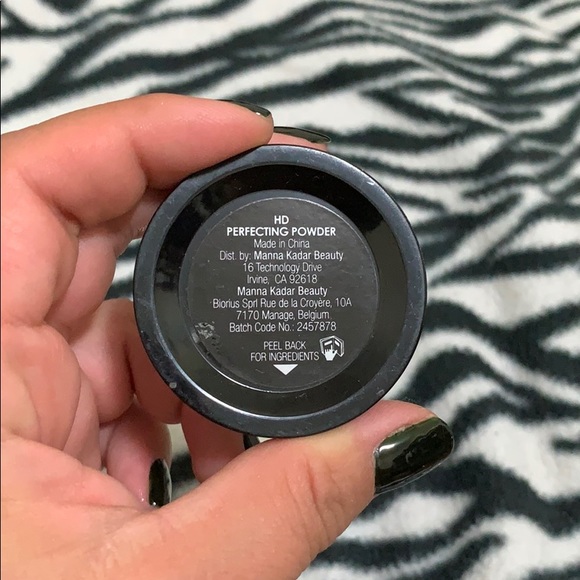 HD
PERFECTING POWDER
Made in China
Dist. by: Manna Kadar Beauty
16 Technology Drive
Irvine, CA 92618
Manna Kadar Beauty
Biorius Sprl Rue de la Croyère, 10A
7170 Manage, Belgium
Batch Code No.: 2457878
PEEL BACK
FOR INGREDIENTS